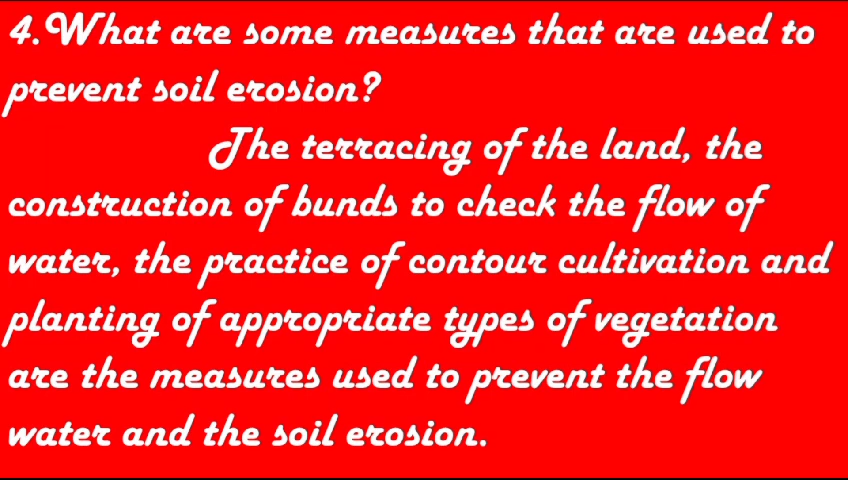 4.What are some measures that are used to
prevent soil erosion?
The terracing of the land, the
construction of bunds to check the flow of
water, the practice of contour cultivation and
planting of appropriate types of vegetation
are the measures used to prevent the flow
water and the soil erosion.